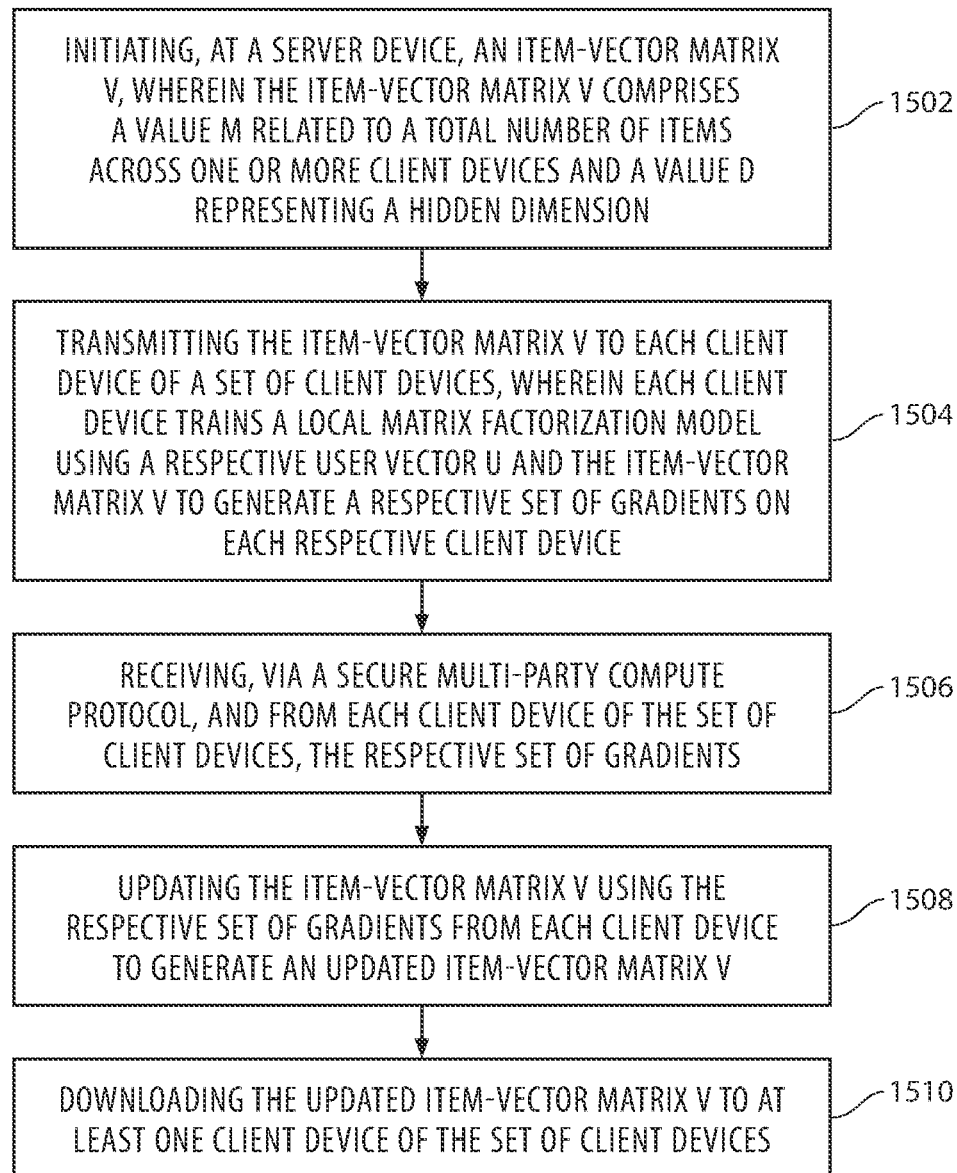 INITIATING, AT A SERVER DEVICE, AN ITEM-VECTOR MATRIX
V, WHEREIN THE ITEM-VECTOR MATRIX V COMPRISES
A VALUE M RELATED TO A TOTAL NUMBER OF ITEMS
ACROSS ONE OR MORE CLIENT DEVICES AND A VALUE D
REPRESENTING A HIDDEN DIMENSION
1502
TRANSMITTING THE ITEM-VECTOR MATRIX V TO EACH CLIENT
DEVICE OF A SET OF CLIENT DEVICES, WHEREIN EACH CLIENT
DEVICE TRAINS A LOCAL MATRIX FACTORIZATION MODEL
USING A RESPECTIVE USER VECTOR U AND THE ITEM-VECTOR
MATRIX V TO GENERATE A RESPECTIVE SET OF GRADIENTS ON
EACH RESPECTIVE CLIENT DEVICE
1504
RECEIVING, VIA A SECURE MULTI-PARTY COMPUTE
PROTOCOL, AND FROM EACH CLIENT DEVICE OF THE SET OF
CLIENT DEVICES, THE RESPECTIVE SET OF GRADIENTS
1506
UPDATING THE ITEM-VECTOR MATRIX V USING THE
RESPECTIVE SET OF GRADIENTS FROM EACH CLIENT DEVICE
TO GENERATE AN UPDATED ITEM-VECTOR MATRIX V
1508
DOWNLOADING THE UPDATED ITEM-VECTOR MATRIX V TO AT
LEAST ONE CLIENT DEVICE OF THE SET OF CLIENT DEVICES
1510